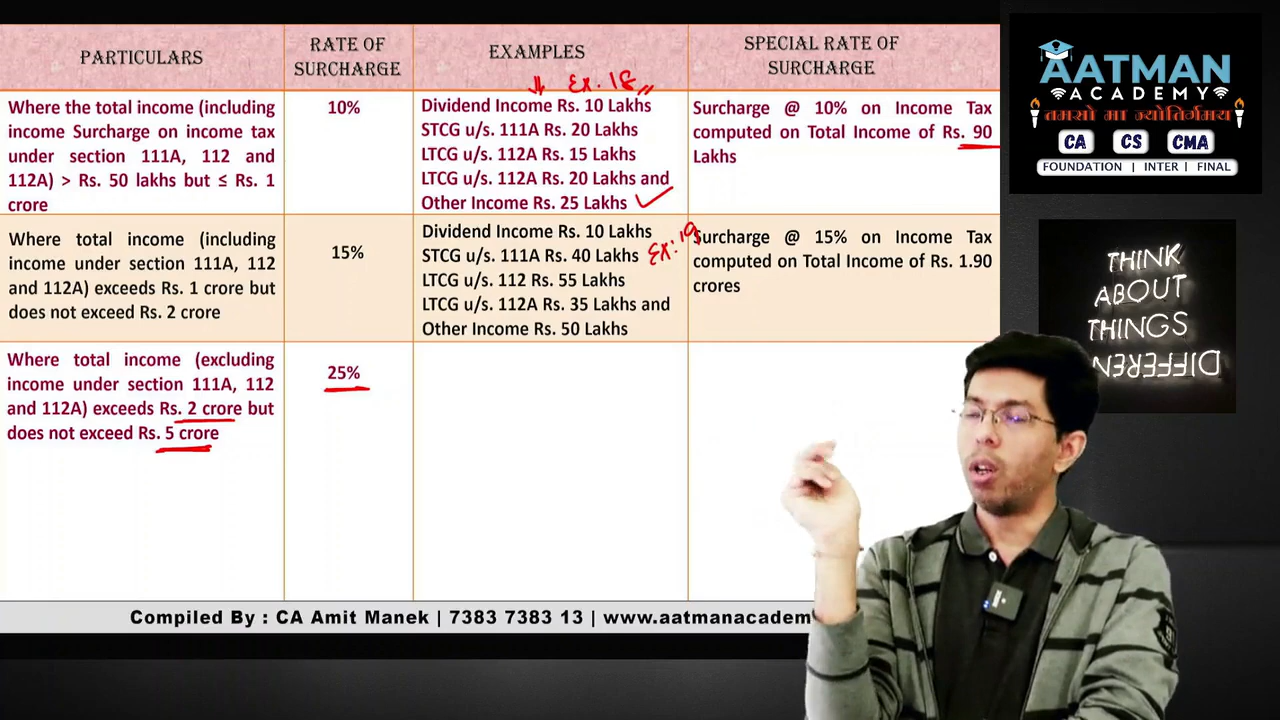 PARTICULARS
RATE OF
SURCHARGE
EXAMPLES
SPECIAL RATE OF
SURCHARGE
Where the total income (including
income Surcharge on income tax
under section 111A, 112 and
112A) > Rs. 50 lakhs but ≤ Rs. 1
crore
10%
Ex. 18
Dividend Income Rs. 10 Lakhs
STCG u/s. 111A Rs. 20 Lakhs
LTCG u/s. 112A Rs. 15 Lakhs
LTCG u/s. 112A Rs. 20 Lakhs and
Other Income Rs. 25 Lakhs
Surcharge @ 10% on Income Tax
computed on Total Income of Rs. 90
Lakhs
Where total income (including
income under section 111A, 112
and 112A) exceeds Rs. 1 crore but
does not exceed Rs. 2 crore
15%
Dividend Income Rs. 10 Lakhs
STCG u/s. 111A Rs. 40 Lakhs
LTCG u/s. 112 Rs. 55 Lakhs
LTCG u/s. 112A Rs. 35 Lakhs and
Other Income Rs. 50 Lakhs
Ex: 19
Surcharge @ 15% on Income Tax
computed on Total Income of Rs. 1.90
crores
Where total income (excluding
income under section 111A, 112
and 112A) exceeds Rs. 2 crore but
does not exceed Rs. 5 crore
25%
Compiled By : CA Amit Manek | 7383 7383 13 | www.aatmanacadem
AATMAN
ACADEMY
तमसो मा ज्योतिर्गमय
CA CS CMA
FOUNDATION | INTER | FINAL
THINK
ABOUT
THINGS
DIFFEREN